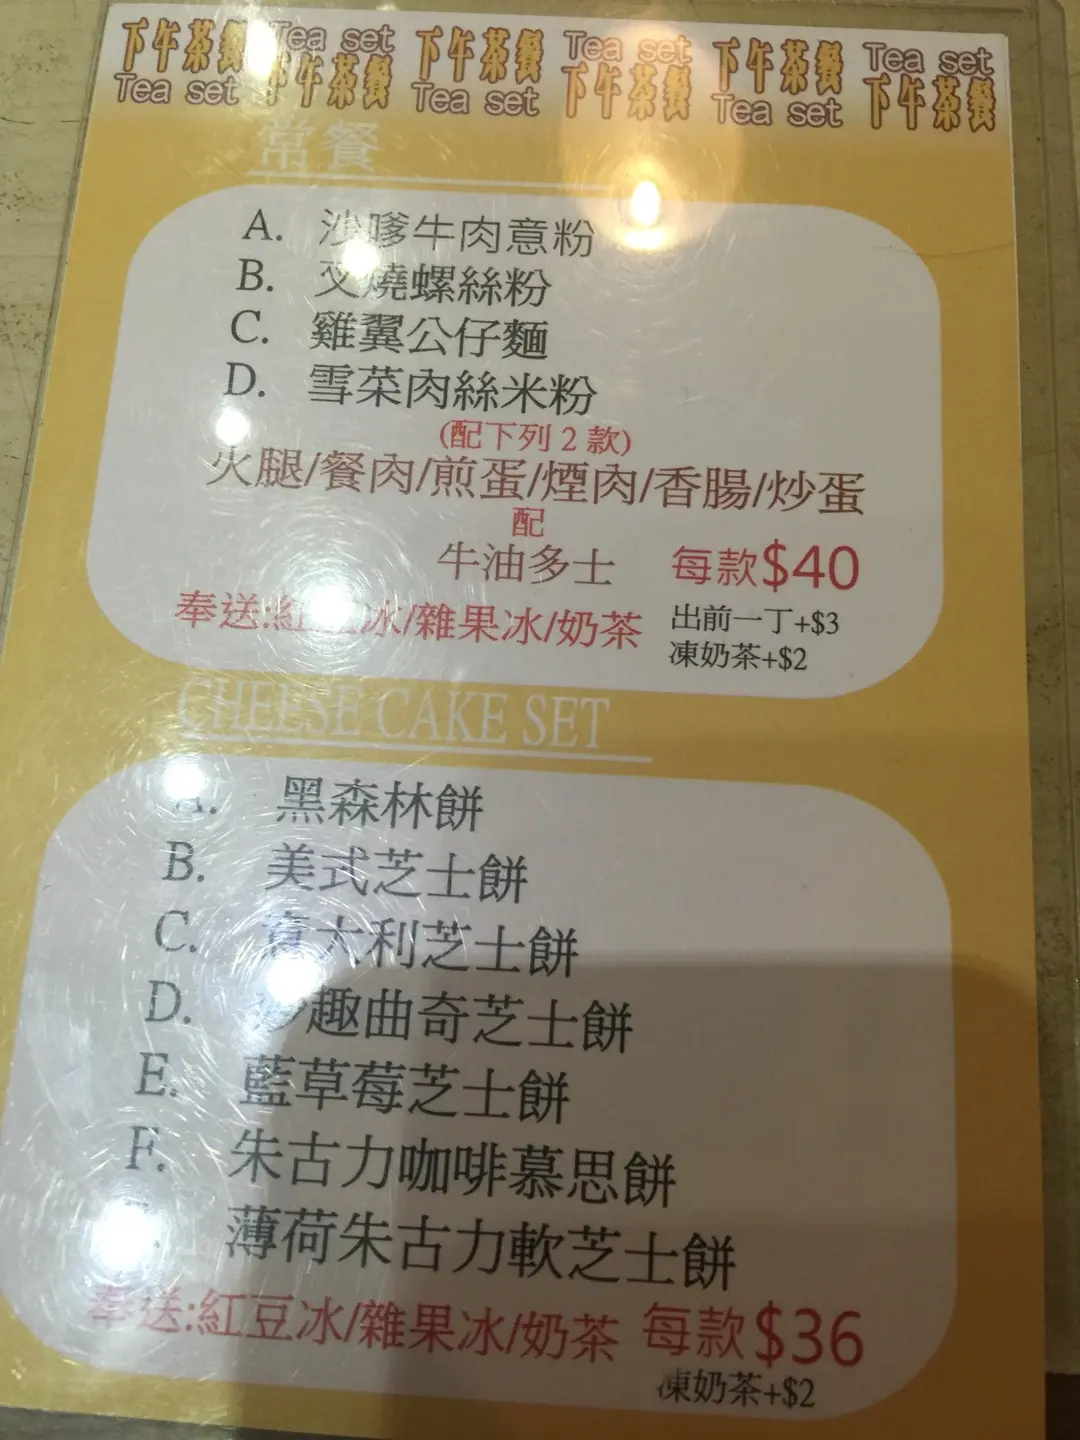 下午茶餐 Tea set 下午茶餐 Tea set 下午茶餐 Tea set
Tea set 下午茶餐 Tea set 下午茶餐 Tea set 下午茶餐
常餐
A. 沙嗲牛肉意粉
B. 叉燒螺絲粉
C. 雞翼公仔麵
D. 雪菜肉絲米粉
(配下列 2 款)
火腿/餐肉/煎蛋/煙肉/香腸/炒蛋
配
牛油多士 每款$40
奉送:紅豆冰/雜果冰/奶茶 出前一丁+$3
凍奶茶+$2
CHEESE CAKE SET
A. 黑森林餅
B. 美式芝士餅
C. 意大利芝士餅
D. 趣曲奇芝士餅
E. 藍草莓芝士餅
F. 朱古力咖啡慕思餅
薄荷朱古力軟芝士餅
奉送:紅豆冰/雜果冰/奶茶 每款$36
凍奶茶+$2